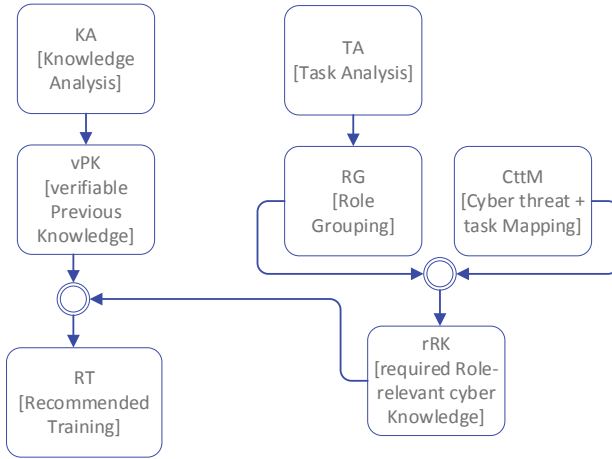 KA
[Knowledge
Analysis]
TA
[Task Analysis]
vPK
[verifiable
Previous
Knowledge]
RG
[Role
Grouping]
CttM
[Cyber threat +
task Mapping]
rRK
[required Role-
relevant cyber
Knowledge]
RT
[Recommended
Training]